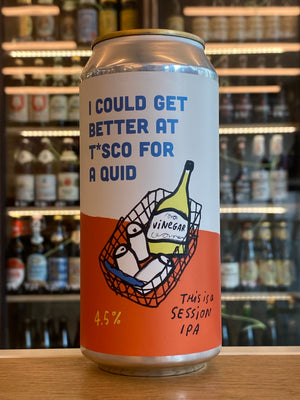 I COULD GET
BETTER AT
T*SCO FOR
A QUID
VINEGAR
4.5%
THIS IS A
SESSION
IPA